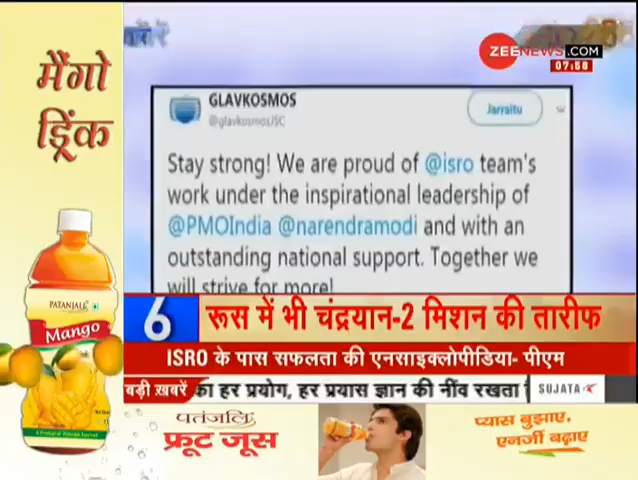 मैंगो
ड्रिंक
ZEENEWS.COM
07:58
GLAVKOSMOS
@glavkosmosJSC
Jarraitu
Stay strong! We are proud of @isro team's
work under the inspirational leadership of
@PMOIndia @narendramodi and with an
outstanding national support. Together we
will strive for more!
6
रूस में भी चंद्रयान-2 मिशन की तारीफ
ISRO के पास सफलता की एनसाइक्लोपीडिया- पीएम
बड़ी ख़बरें
का हर प्रयोग, हर प्रयास ज्ञान की नींव रखता
SUJATA
PATANJALI
Mango
पतंजलि
फ्रूट जूस
प्यास बुझाए,
एनर्जी बढ़ाए